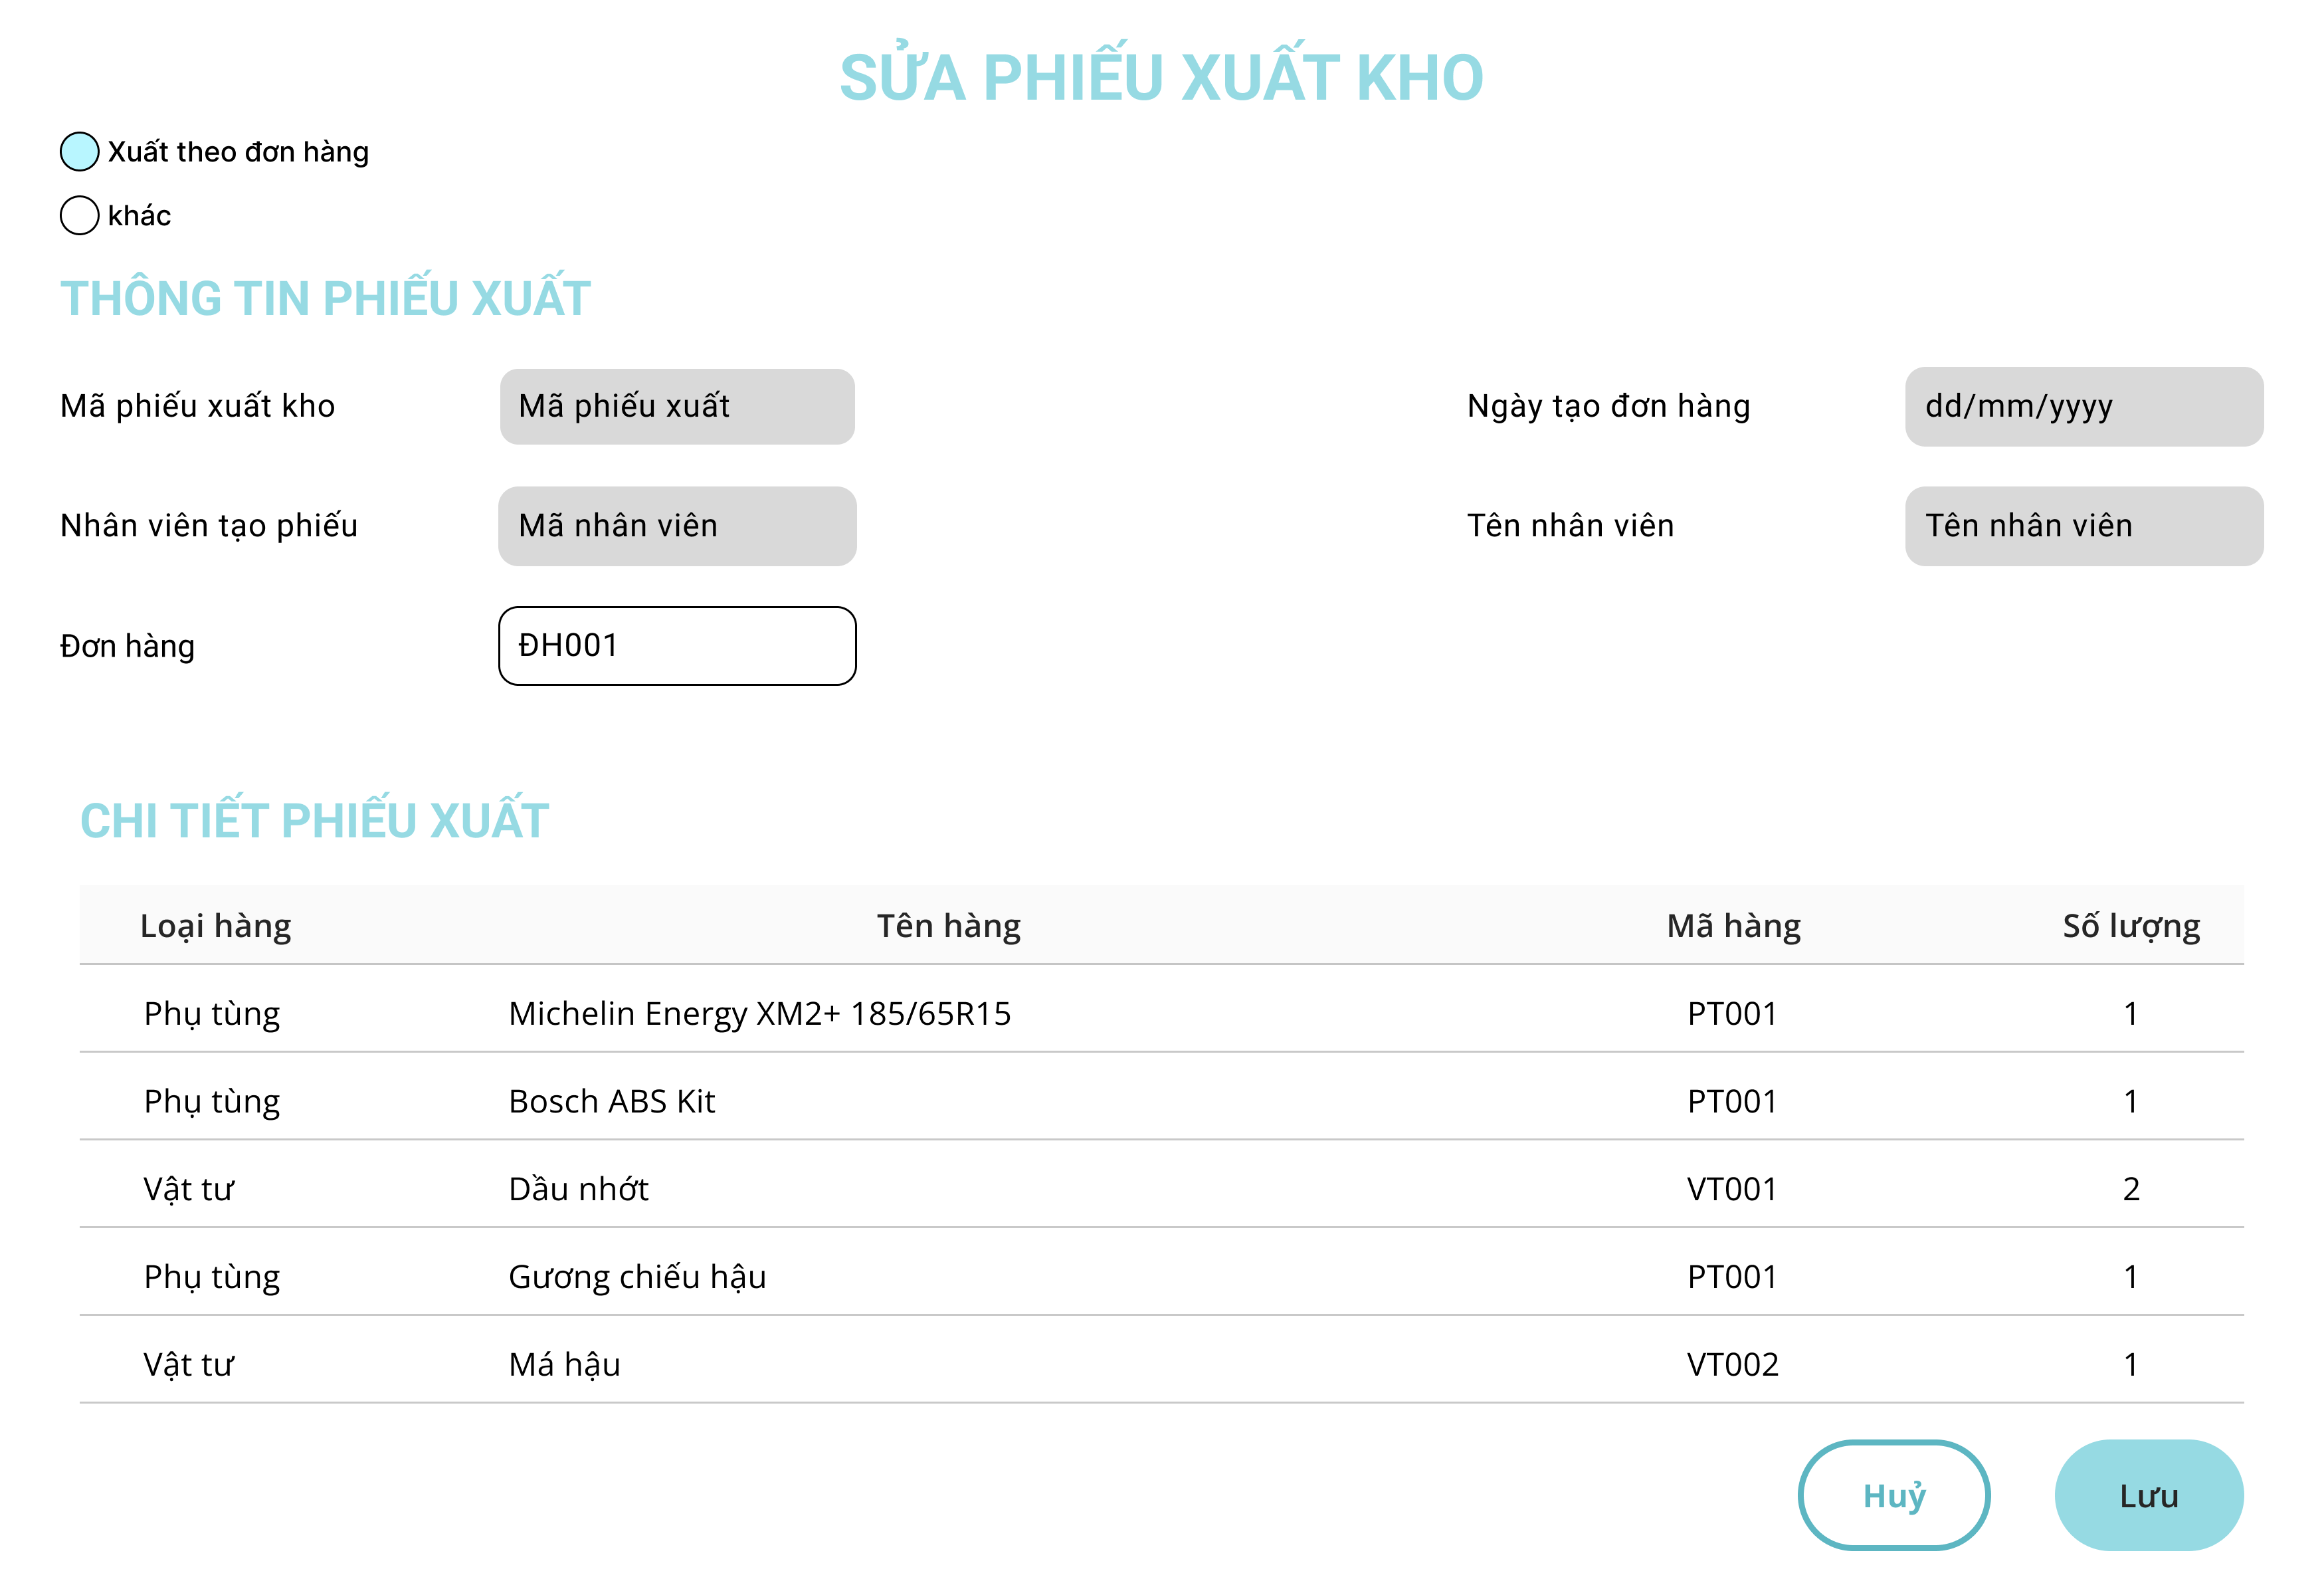 SỬA PHIẾU XUẤT KHO
Xuất theo đơn hàng
khác
THÔNG TIN PHIẾU XUẤT
Mã phiếu xuất kho Mã phiếu xuất Ngày tạo đơn hàng dd/mm/yyyy
Nhân viên tạo phiếu Mã nhân viên Tên nhân viên Tên nhân viên
Đơn hàng ĐH001
CHI TIẾT PHIẾU XUẤT
Loại hàng Tên hàng Mã hàng Số lượng
Phụ tùng Michelin Energy XM2+ 185/65R15 PT001 1
Phụ tùng Bosch ABS Kit PT001 1
Vật tư Dầu nhớt VT001 2
Phụ tùng Gương chiếu hậu PT001 1
Vật tư Má hậu VT002 1
Huỷ Lưu